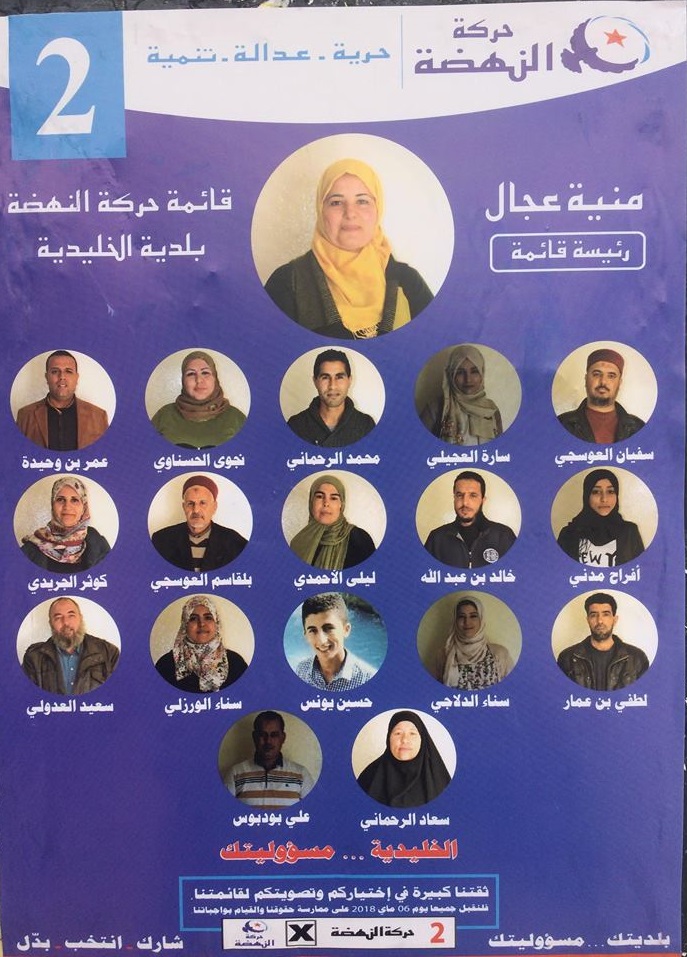 حركة
النهضة
حرية - عدالة - تنمية
2
منية عجال
رئيسة قائمة
قائمة حركة النهضة
بلدية الخليدية
سفيان العوسجي
سارة العجيلي
محمد الرحماني
نجوى الحسناوي
عمر بن وحيدة
أفراح مدني
خالد بن عبد الله
ليلى الاحمدي
بلقاسم العوسجي
كوثر الجريدي
EW Y
لطفي بن عمار
سناء الدلاجي
حسين يونس
سناء الورزلي
سعيد العدولي
سعاد الرحماني
علي بودبوس
الخليدية ... مسؤوليتك
ثقتنا كبيرة في إختياركم وتصويتكم لقائمتنا.
فلنقبل جميعا يوم 06 ماي 2018 على ممارسة حقوقنا والقيام بواجباتنا
بلديتك ... مسؤوليتك
2 حركة النهضة X حركة النهضة
شارك - انتخب - بدّل